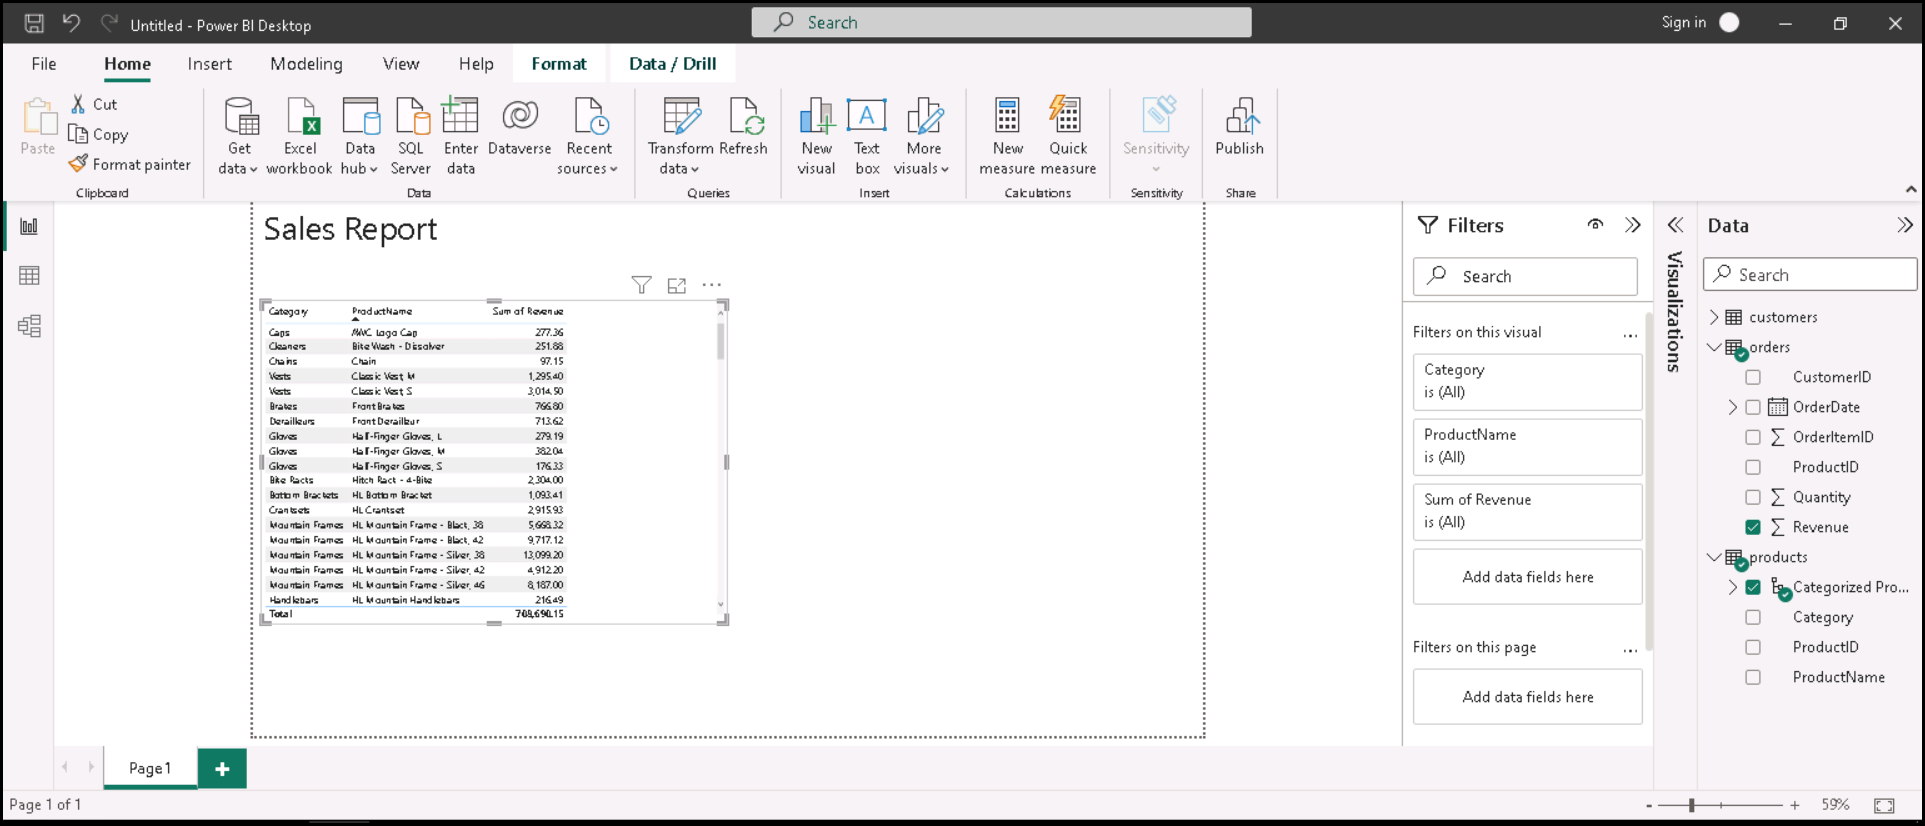 Untitled - Power BI Desktop
Search
Sign in
File Home Insert Modeling View Help Format Data / Drill
Paste
Cut
Copy
Format painter
Clipboard
Get data
Excel workbook
Data hub
SQL Server
Enter data
Dataverse
Recent sources
Data
Transform data
Refresh
Queries
New visual
Text box
More visuals
Insert
New measure
Quick measure
Calculations
Sensitivity
Sensitivity
Publish
Share
Sales Report
Category ProductName Sum of Revenue
Caps AWC Logo Cap 277.36
Cleaners Bike Wash - Dissolver 251.88
Chains Chain 97.15
Vests Classic Vest, M 1,295.40
Vests Classic Vest, S 3,014.50
Brakes Front Brakes 766.80
Derailleurs Front Derailleur 713.62
Gloves Half-Finger Gloves, L 279.19
Gloves Half-Finger Gloves, M 382.04
Gloves Half-Finger Gloves, S 176.33
Bike Racks Hitch Rack - 4-Bike 2,304.00
Bottom Brackets HL Bottom Bracket 1,093.41
Cranksets HL Crankset 2,915.93
Mountain Frames HL Mountain Frame - Black, 38 5,668.32
Mountain Frames HL Mountain Frame - Black, 42 9,717.12
Mountain Frames HL Mountain Frame - Silver, 38 13,099.20
Mountain Frames HL Mountain Frame - Silver, 42 4,912.20
Mountain Frames HL Mountain Frame - Silver, 46 8,187.00
Handlebars HL Mountain Handlebars 216.49
Total 708,690.15
Filters
Search
Filters on this visual ...
Category
is (All)
ProductName
is (All)
Sum of Revenue
is (All)
Add data fields here
Filters on this page ...
Add data fields here
Visualizations
Data
Search
customers
orders
CustomerID
OrderDate
OrderItemID
ProductID
Quantity
Revenue
products
Categorized Pro...
Category
ProductID
ProductName
Page 1
Page 1 of 1
- + 59%